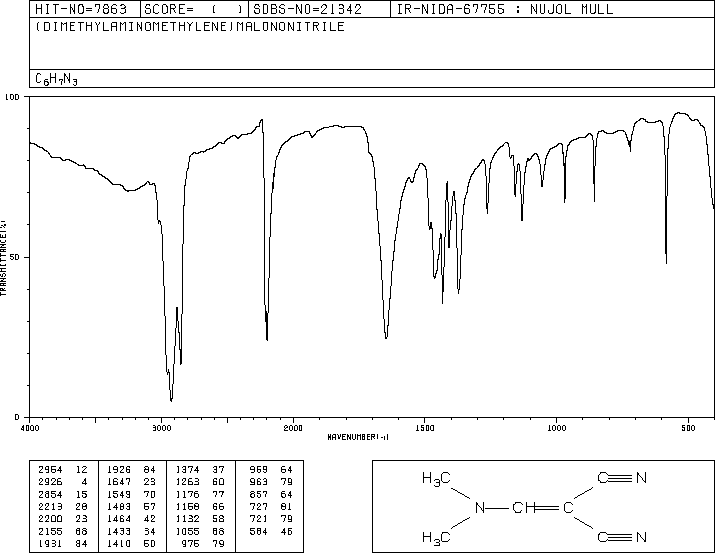 HIT-NO=7863 SCORE= ( ) SDBS-NO=21342 IR-NIDA-67755 : NUJOL MULL
(DIMETHYLAMINOMETHYLENE)MALONONITRILE
C6H7N3
100
50
0
TRANSMITTANCE(%)
4000 3000 2000 1500 1000 500
WAVENUMBER(-1)
2964 12 1926 84 1374 37 969 64
2926 4 1647 23 1263 60 963 79
2854 15 1549 70 1176 77 857 64
2213 20 1483 57 1158 66 727 81
2200 23 1464 42 1132 58 721 79
2155 66 1433 34 1055 68 584 46
1931 84 1410 50 975 79
H3C
C N
N CH C
H3C
C N